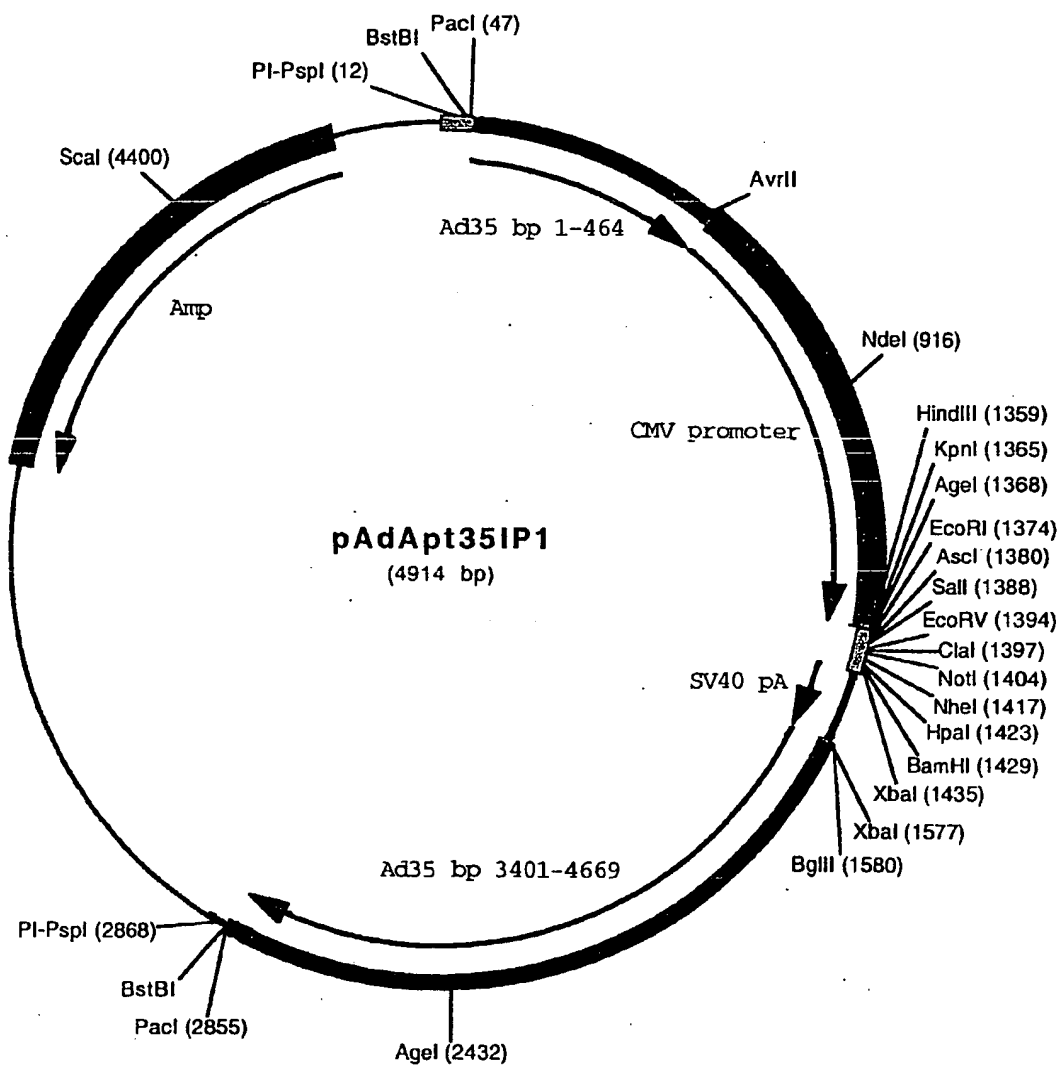 PacI (47)
BstBI
PI-PspI (12)
ScaI (4400)
AvrII
Ad35 bp 1-464
Amp
NdeI (916)
HindIII (1359)
CMV promoter
KpnI (1365)
AgeI (1368)
EcoRI (1374)
pAdApt35IP1
AscI (1380)
(4914 bp)
SalI (1388)
EcoRV (1394)
ClaI (1397)
NotI (1404)
SV40 pA
NheI (1417)
HpaI (1423)
BamHI (1429)
XbaI (1435)
XbaI (1577)
BglII (1580)
Ad35 bp 3401-4669
PI-PspI (2868)
BstBI
PacI (2855)
AgeI (2432)